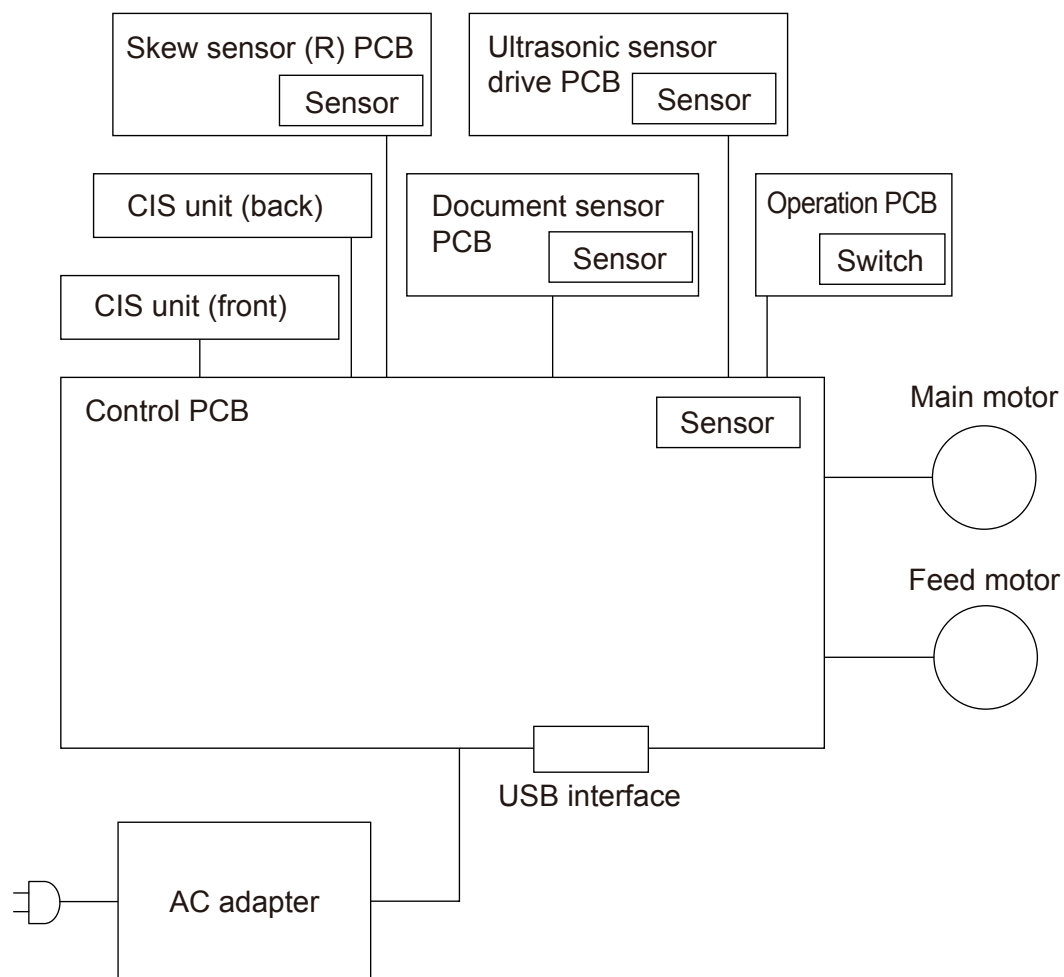 Skew sensor (R) PCB
Sensor
Ultrasonic sensor
drive PCB
Sensor
CIS unit (back)
Document sensor
PCB
Sensor
Operation PCB
Switch
CIS unit (front)
Control PCB
Sensor
Main motor
Feed motor
USB interface
AC adapter